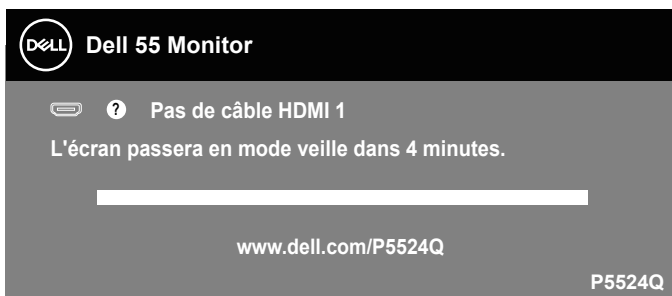 DELL Dell 55 Monitor
? Pas de câble HDMI 1
L'écran passera en mode veille dans 4 minutes.
www.dell.com/P5524Q
P5524Q